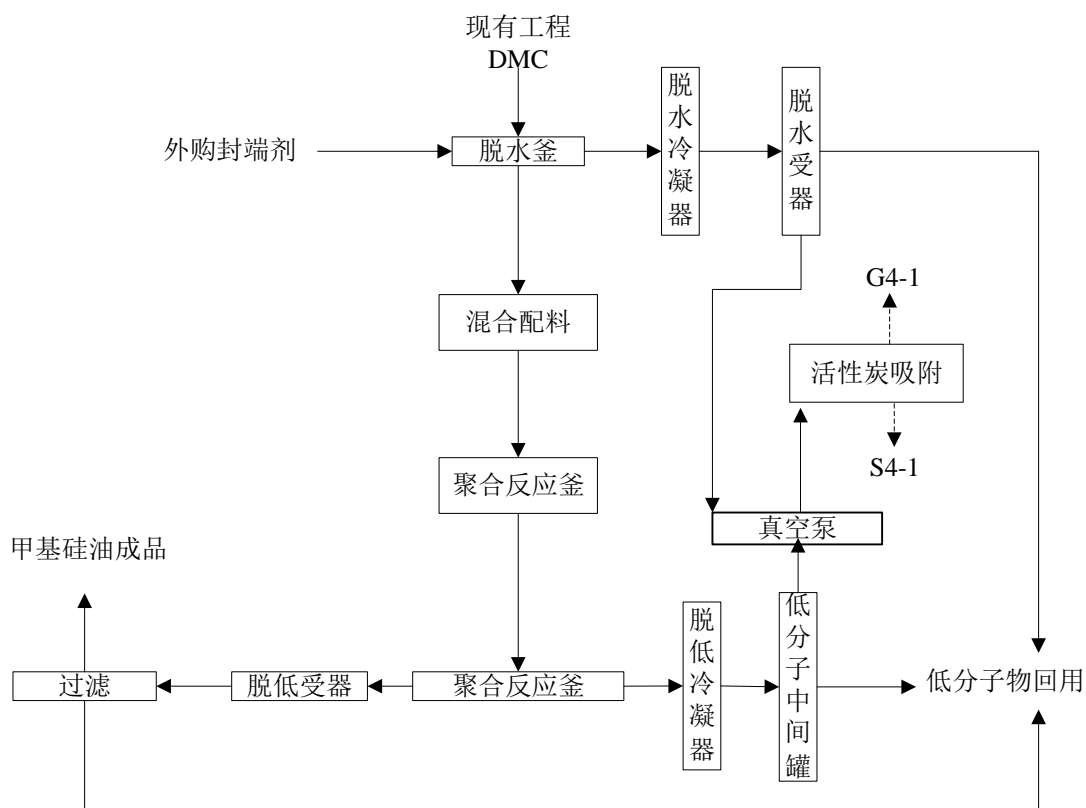 现有工程
DMC
外购封端剂
脱水釜
脱水冷凝器
脱水受器
混合配料
G4-1
活性炭吸附
S4-1
聚合反应釜
真空泵
甲基硅油成品
过滤
脱低受器
聚合反应釜
脱低冷凝器
低分子中间罐
低分子物回用